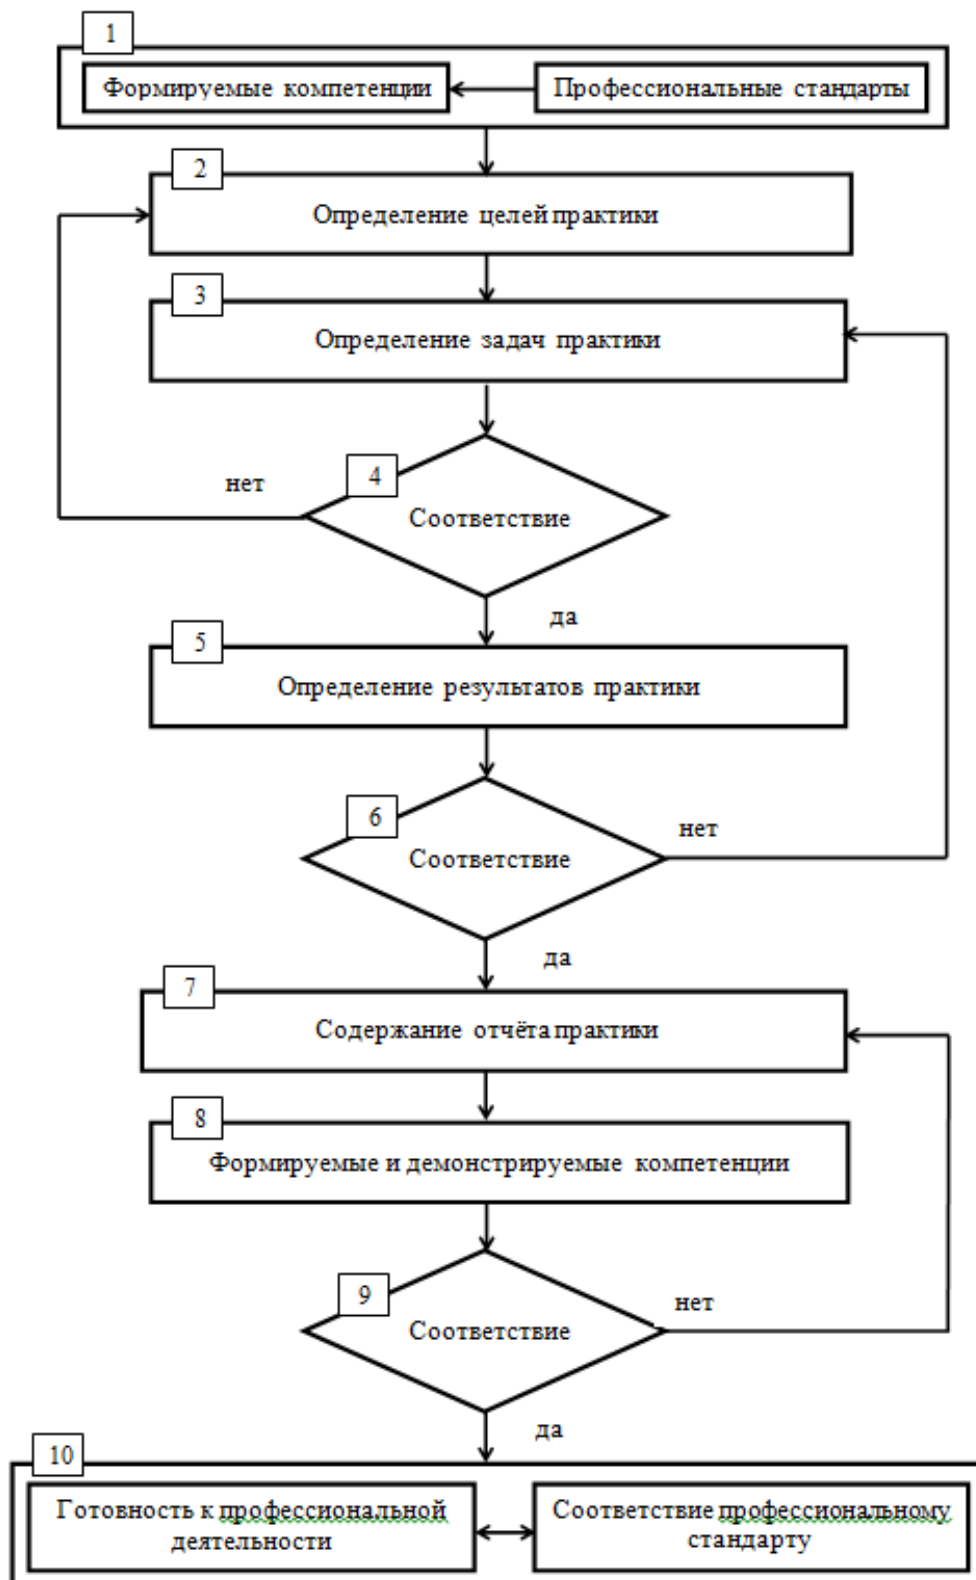 1
Формируемые компетенции
Профессиональные стандарты
2
Определение целей практики
3
Определение задач практики
4
нет
Соответствие
да
5
Определение результатов практики
6
нет
Соответствие
да
7
Содержание отчёта практики
8
Формируемые и демонстрируемые компетенции
9
нет
Соответствие
да
10
Готовность к профессиональной
деятельности
Соответствие профессиональному
стандарту